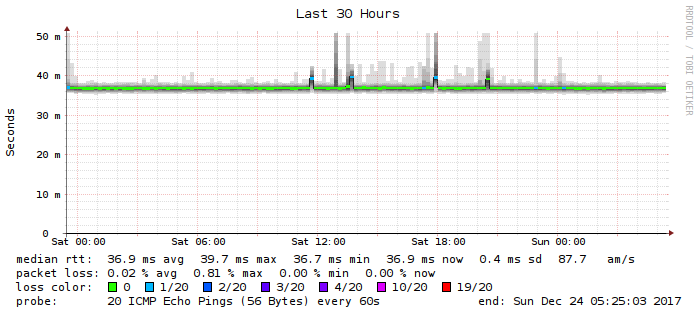 Last 30 Hours
RRDTOOL / TOBI OETIKER
Seconds
50 m
40 m
30 m
20 m
10 m
0
Sat 00:00 Sat 06:00 Sat 12:00 Sat 18:00 Sun 00:00
median rtt: 36.9 ms avg 39.7 ms max 36.7 ms min 36.9 ms now 0.4 ms sd 87.7 am/s
packet loss: 0.02 % avg 0.81 % max 0.00 % min 0.00 % now
loss color: 0 1/20 2/20 3/20 4/20 10/20 19/20
probe: 20 ICMP Echo Pings (56 Bytes) every 60s end: Sun Dec 24 05:25:03 2017